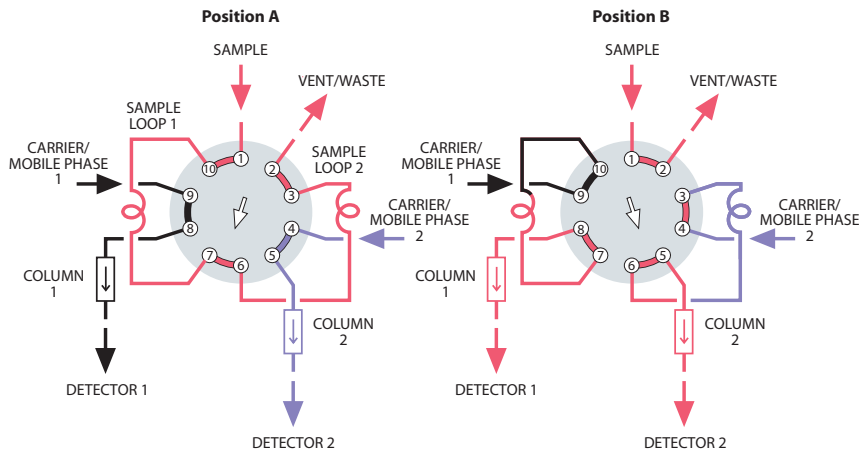 Position A
SAMPLE
VENT/WASTE
SAMPLE
LOOP 1
CARRIER/
MOBILE PHASE
1
SAMPLE
LOOP 2
CARRIER/
MOBILE PHASE
2
1
2
3
4
5
6
7
8
9
10
COLUMN
1
COLUMN
2
DETECTOR 1
DETECTOR 2
Position B
SAMPLE
VENT/WASTE
CARRIER/
MOBILE PHASE
1
CARRIER/
MOBILE PHASE
2
1
2
3
4
5
6
7
8
9
10
COLUMN
1
COLUMN
2
DETECTOR 1
DETECTOR 2